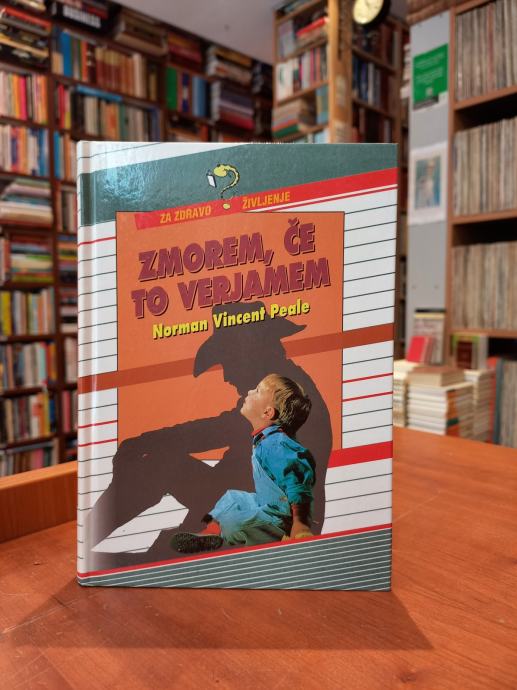 ZA ZDRAVO ŽIVLJENJE
ZMOREM, ČE
TO VERJAMEM
Norman Vincent Peale